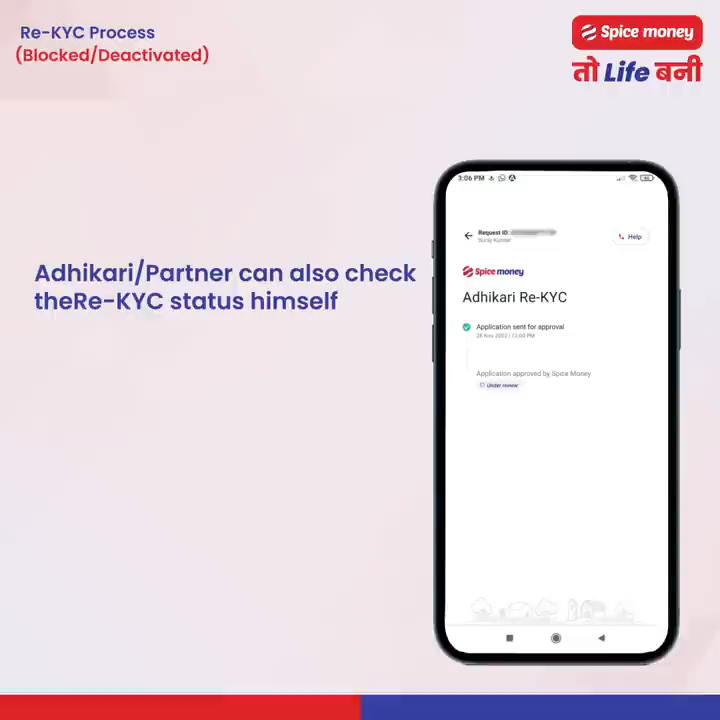 Re-KYC Process
(Blocked/Deactivated)
Spice money
तो Life बनी
Adhikari/Partner can also check
theRe-KYC status himself
3:06 PM
Request ID:
Suraj Kumar
Help
Spice money
Adhikari Re-KYC
Application sent for approval
Application approved by Spice Money
Under review